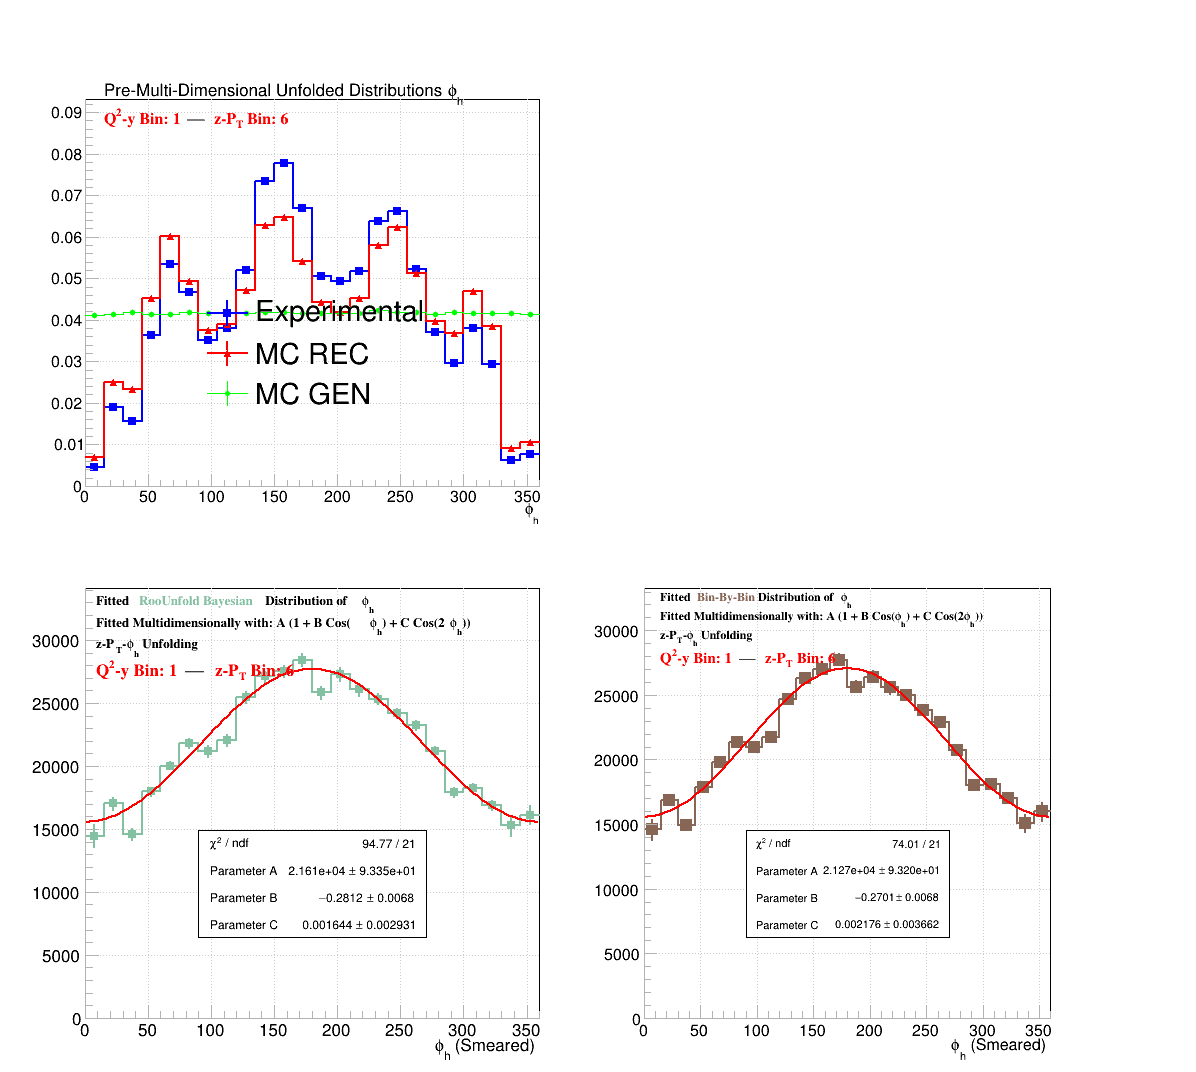 Pre-Multi-Dimensional Unfolded Distributions ϕh
Q²-y Bin: 1 — z-PT Bin: 6
0.09
0.08
0.07
0.06
0.05
0.04
0.03
0.02
0.01
0
Experimental
MC REC
MC GEN
0 50 100 150 200 250 300 350
ϕh
Fitted RooUnfold Bayesian Distribution of ϕh
Fitted Multidimensionally with: A (1 + B Cos( ϕh) + C Cos(2 ϕh))
z-PT-ϕh Unfolding
Q²-y Bin: 1 — z-PT Bin: 6
30000
25000
20000
15000
10000
5000
0
χ² / ndf 94.77 / 21
Parameter A 2.161e+04 ± 9.335e+01
Parameter B −0.2812 ± 0.0068
Parameter C 0.001644 ± 0.002931
0 50 100 150 200 250 300 350
ϕh (Smeared)
Fitted Bin-By-Bin Distribution of ϕh
Fitted Multidimensionally with: A (1 + B Cos(ϕh) + C Cos(2ϕh))
z-PT-ϕh Unfolding
Q²-y Bin: 1 — z-PT Bin: 6
30000
25000
20000
15000
10000
5000
0
χ² / ndf 74.01 / 21
Parameter A 2.127e+04 ± 9.320e+01
Parameter B −0.2701 ± 0.0068
Parameter C 0.002176 ± 0.003662
0 50 100 150 200 250 300 350
ϕh (Smeared)